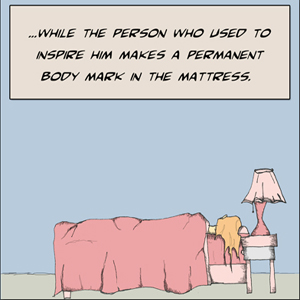 ...WHILE THE PERSON WHO USED TO
INSPIRE HIM MAKES A PERMANENT
BODY MARK IN THE MATTRESS.